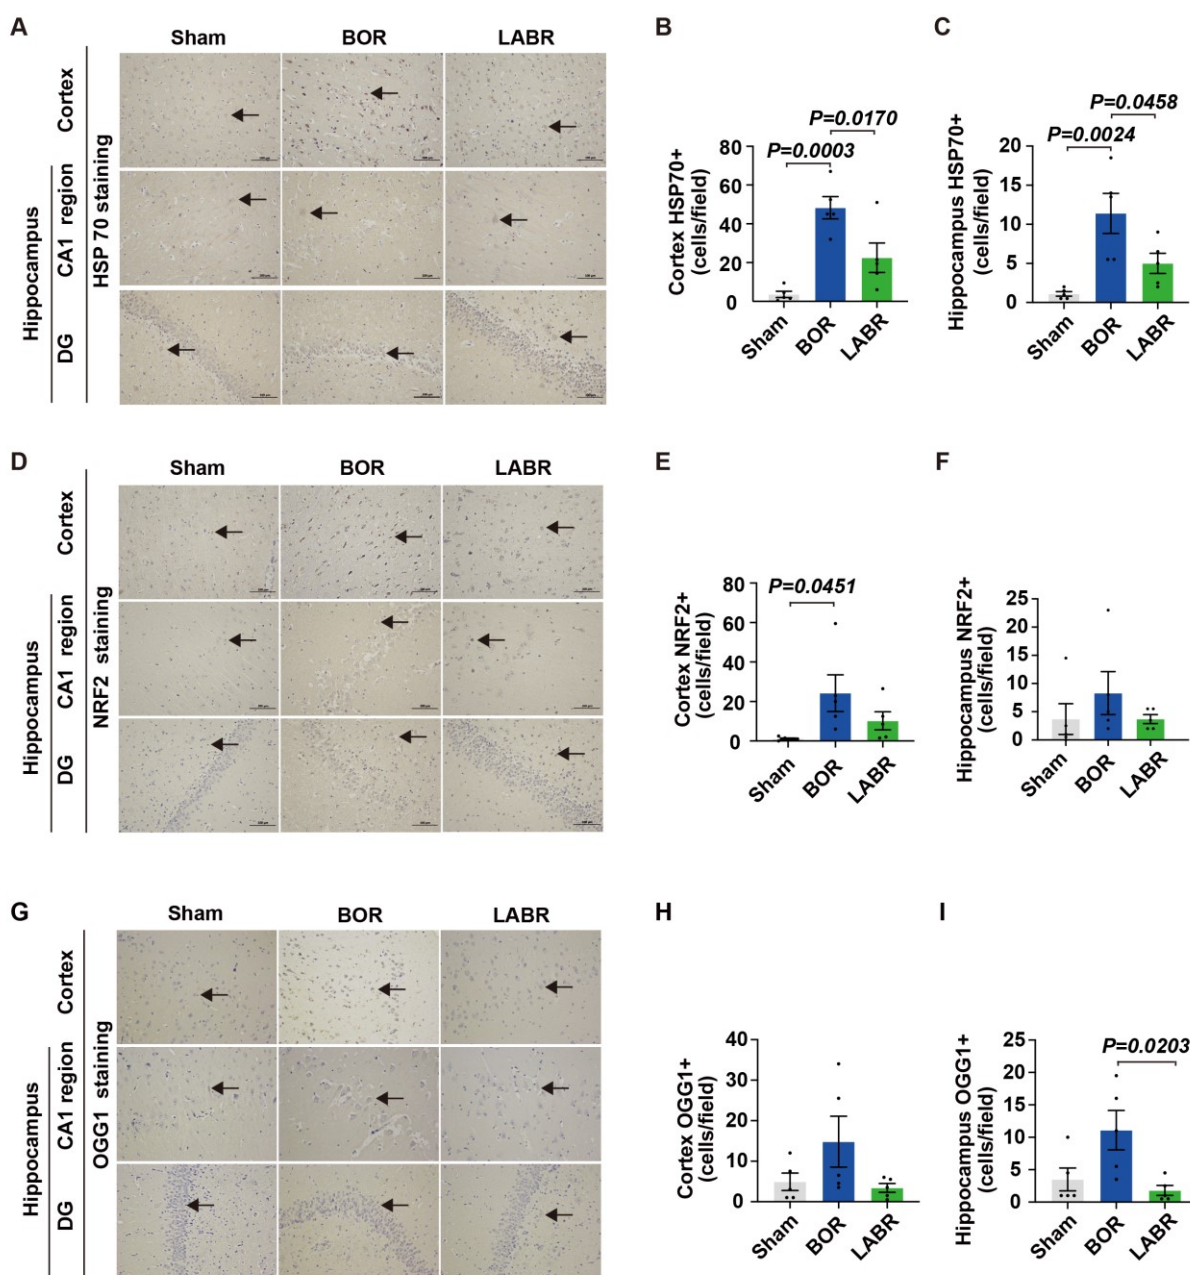 A
Sham BOR LABR
Hippocampus
CA1 region
DG
Cortex
HSP 70 staining
B
P=0.0170
P=0.0003
Cortex HSP70+
(cells/field)
80
60
40
20
0
Sham BOR LABR
C
P=0.0458
P=0.0024
Hippocampus HSP70+
(cells/field)
20
15
10
5
0
Sham BOR LABR
D
Sham BOR LABR
Hippocampus
CA1 region
DG
Cortex
NRF2 staining
E
P=0.0451
Cortex NRF2+
(cells/field)
80
60
40
20
0
Sham BOR LABR
F
Hippocampus NRF2+
(cells/field)
25
20
15
10
5
0
Sham BOR LABR
G
Sham BOR LABR
Hippocampus
CA1 region
DG
Cortex
OGG1 staining
H
Cortex OGG1+
(cells/field)
40
30
20
10
0
Sham BOR LABR
I
P=0.0203
Hippocampus OGG1+
(cells/field)
25
20
15
10
5
0
Sham BOR LABR